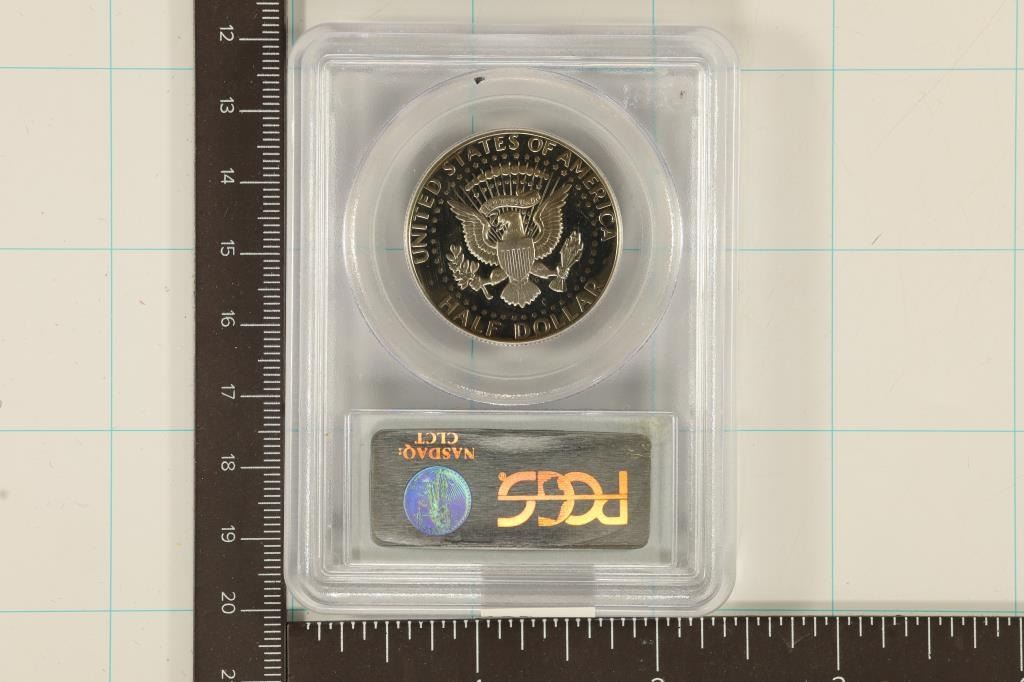 12
13
14
15
16
17
18
19
20
UNITED STATES OF AMERICA
HALF DOLLAR
NASDAQ:
CLCT
PCGS